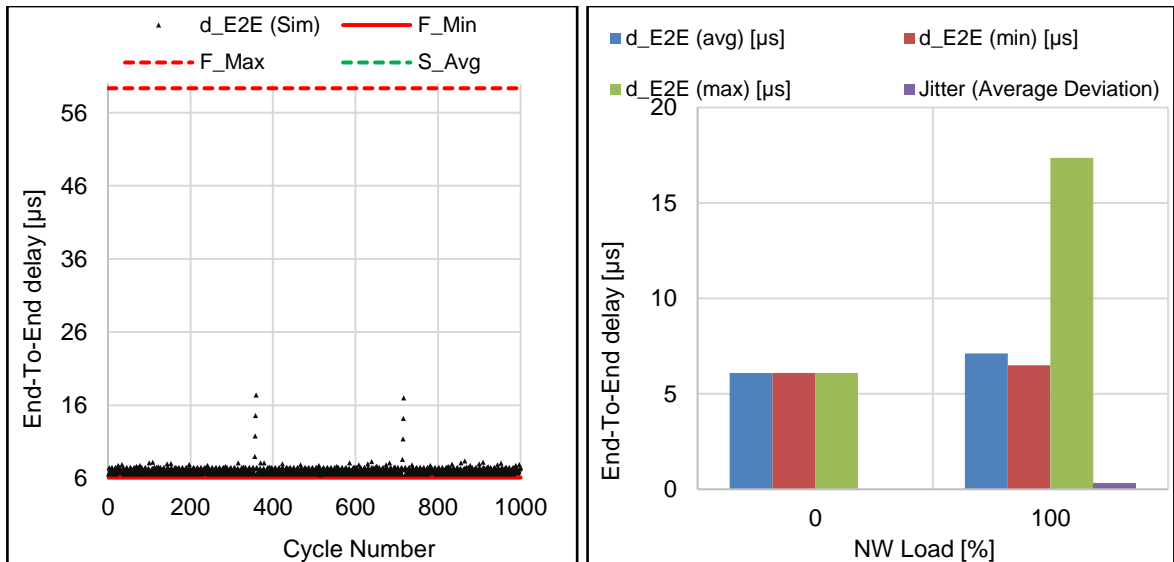 d_E2E (Sim) F_Min
F_Max S_Avg
End-To-End delay [µs]
56
46
36
26
16
6
0 200 400 600 800 1000
Cycle Number
d_E2E (avg) [µs] d_E2E (min) [µs]
d_E2E (max) [µs] Jitter (Average Deviation)
End-To-End delay [µs]
20
15
10
5
0
0 100
NW Load [%]